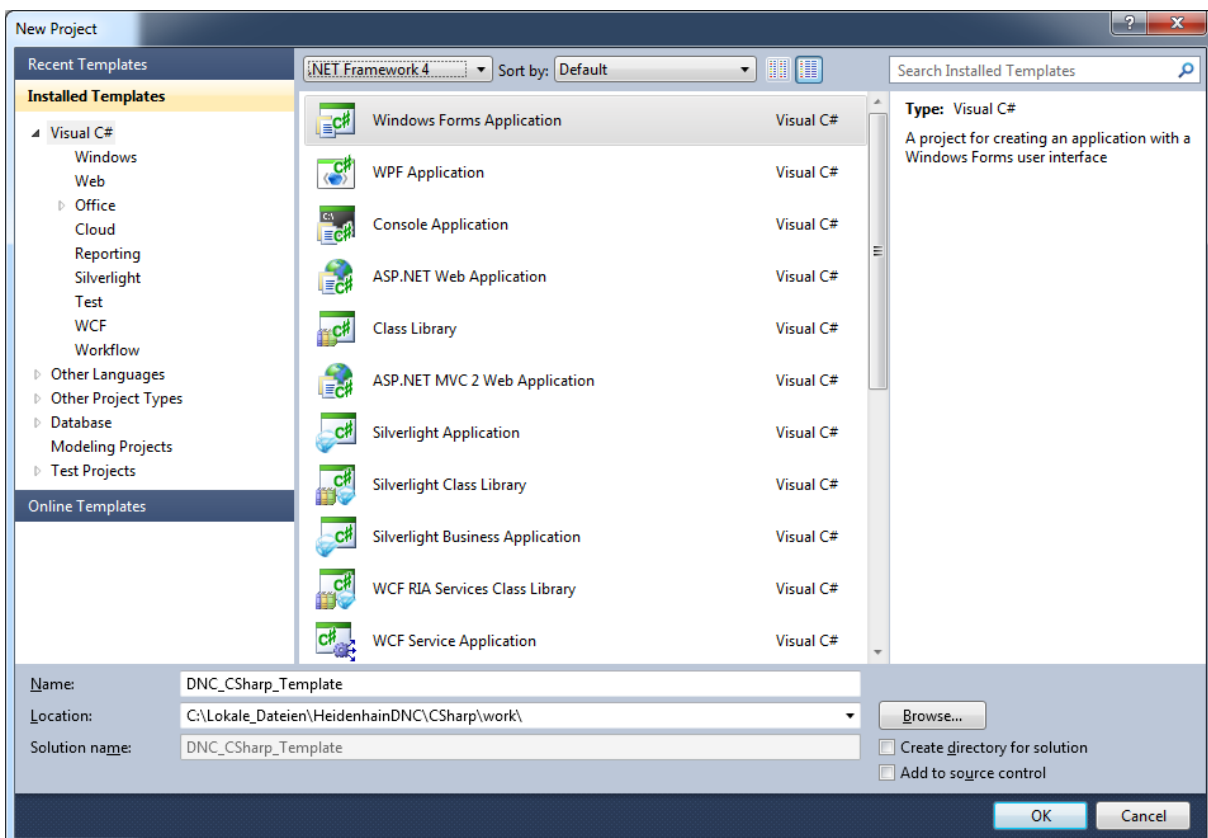 New Project
Recent Templates
Installed Templates
Visual C#
Windows
Web
Office
Cloud
Reporting
Silverlight
Test
WCF
Workflow
Other Languages
Other Project Types
Database
Modeling Projects
Test Projects
Online Templates
.NET Framework 4 Sort by: Default
Windows Forms Application Visual C#
WPF Application Visual C#
Console Application Visual C#
ASP.NET Web Application Visual C#
Class Library Visual C#
ASP.NET MVC 2 Web Application Visual C#
Silverlight Application Visual C#
Silverlight Class Library Visual C#
Silverlight Business Application Visual C#
WCF RIA Services Class Library Visual C#
WCF Service Application Visual C#
Search Installed Templates
Type: Visual C#
A project for creating an application with a
Windows Forms user interface
Name: DNC_CSharp_Template
Location: C:\Lokale_Dateien\HeidenhainDNC\CSharp\work\
Browse...
Solution name: DNC_CSharp_Template
Create directory for solution
Add to source control
OK Cancel